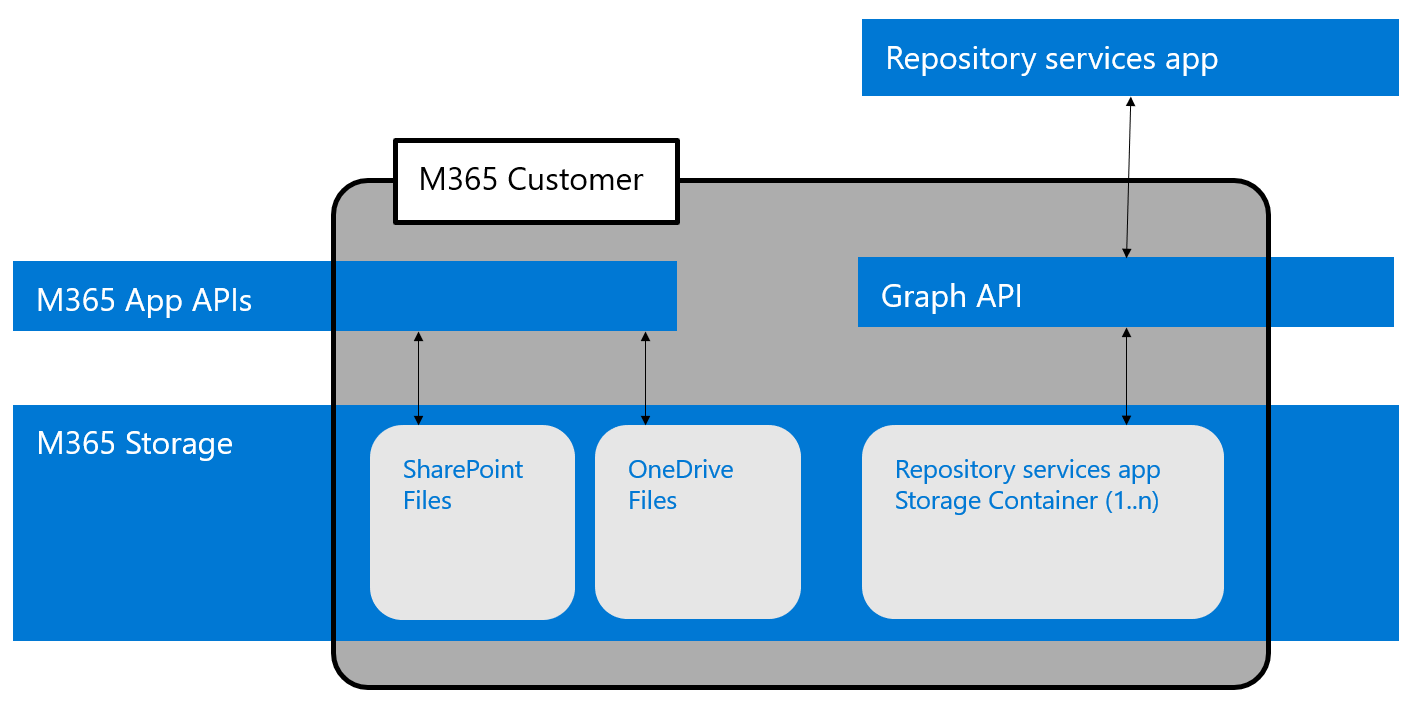 Repository services app
M365 Customer
M365 App APIs
Graph API
M365 Storage
SharePoint
Files
OneDrive
Files
Repository services app
Storage Container (1..n)